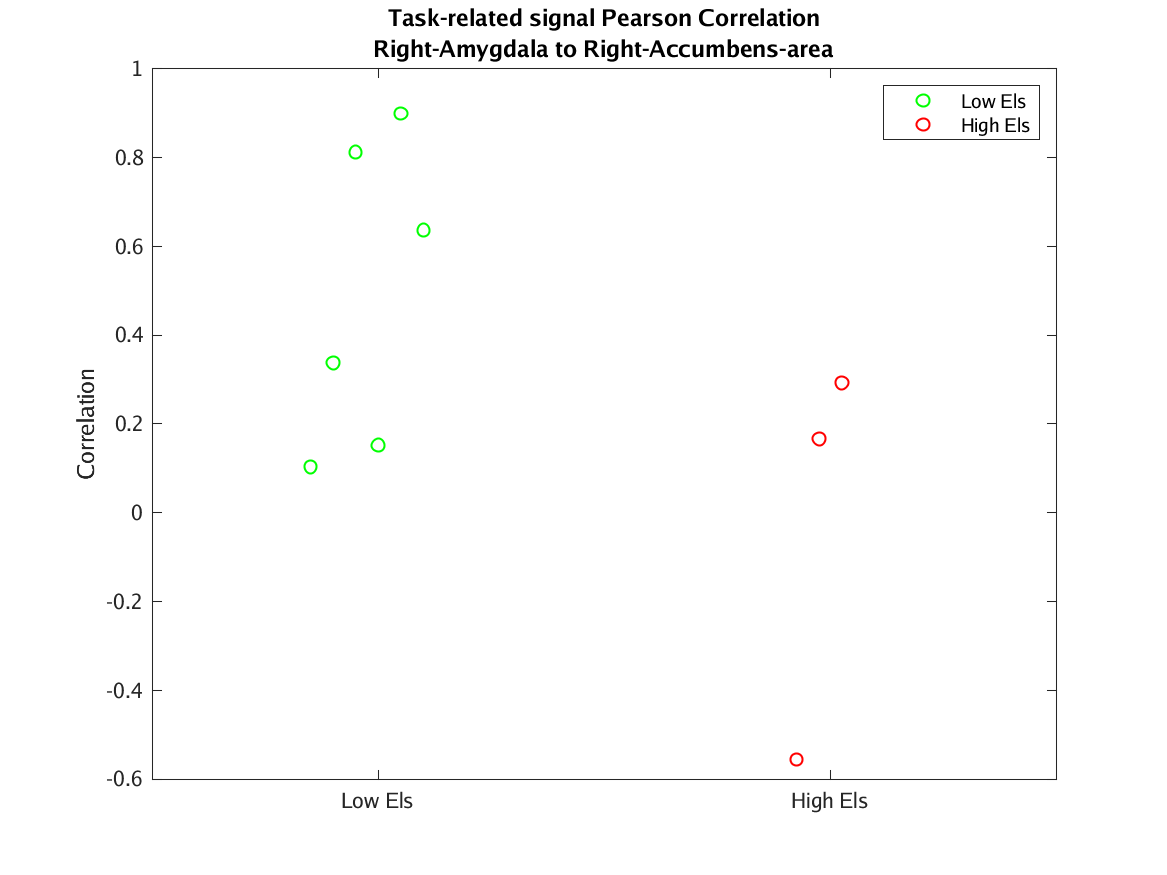 Task-related signal Pearson Correlation
Right-Amygdala to Right-Accumbens-area
1
0.8
0.6
0.4
0.2
0
-0.2
-0.4
-0.6
Correlation
Low Els
High Els
Low Els
High Els